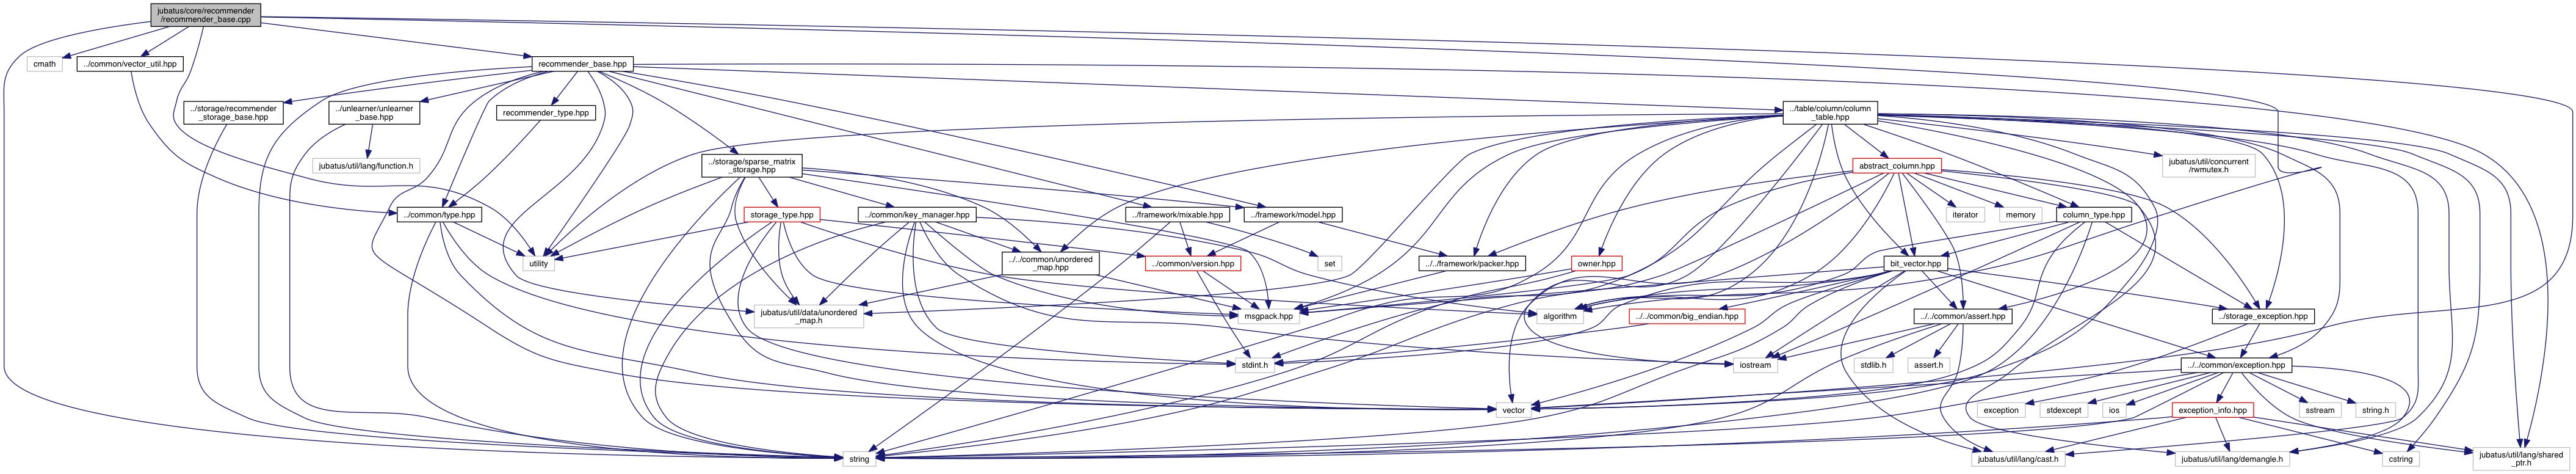 jubatus/core/recommender
/recommender_base.cpp
cmath
../common/vector_util.hpp
recommender_base.hpp
../storage/recommender
_storage_base.hpp
../unlearner/unlearner
_base.hpp
recommender_type.hpp
../table/column/column
_table.hpp
jubatus/util/lang/function.h
../storage/sparse_matrix
_storage.hpp
abstract_column.hpp
jubatus/util/concurrent
/rwmutex.h
../common/type.hpp
storage_type.hpp
../common/key_manager.hpp
../framework/mixable.hpp
../framework/model.hpp
iterator
memory
column_type.hpp
utility
../../common/unordered
_map.hpp
../common/version.hpp
set
../../framework/packer.hpp
owner.hpp
bit_vector.hpp
jubatus/util/data/unordered
_map.h
msgpack.hpp
algorithm
../../common/big_endian.hpp
../../common/assert.hpp
../storage_exception.hpp
stdint.h
iostream
stdlib.h
assert.h
../../common/exception.hpp
vector
exception
stdexcept
ios
exception_info.hpp
sstream
string.h
string
jubatus/util/lang/cast.h
jubatus/util/lang/demangle.h
cstring
jubatus/util/lang/shared
_ptr.h